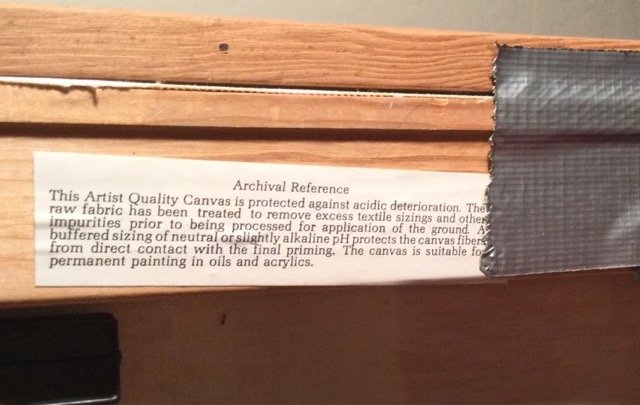 Archival Reference
This Artist Quality Canvas is protected against acidic deterioration. The
raw fabric has been treated to remove excess textile sizings and other
impurities prior to being processed for application of the ground. A
buffered sizing of neutral or slightly alkaline pH protects the canvas fibers
from direct contact with the final priming. The canvas is suitable for
permanent painting in oils and acrylics.